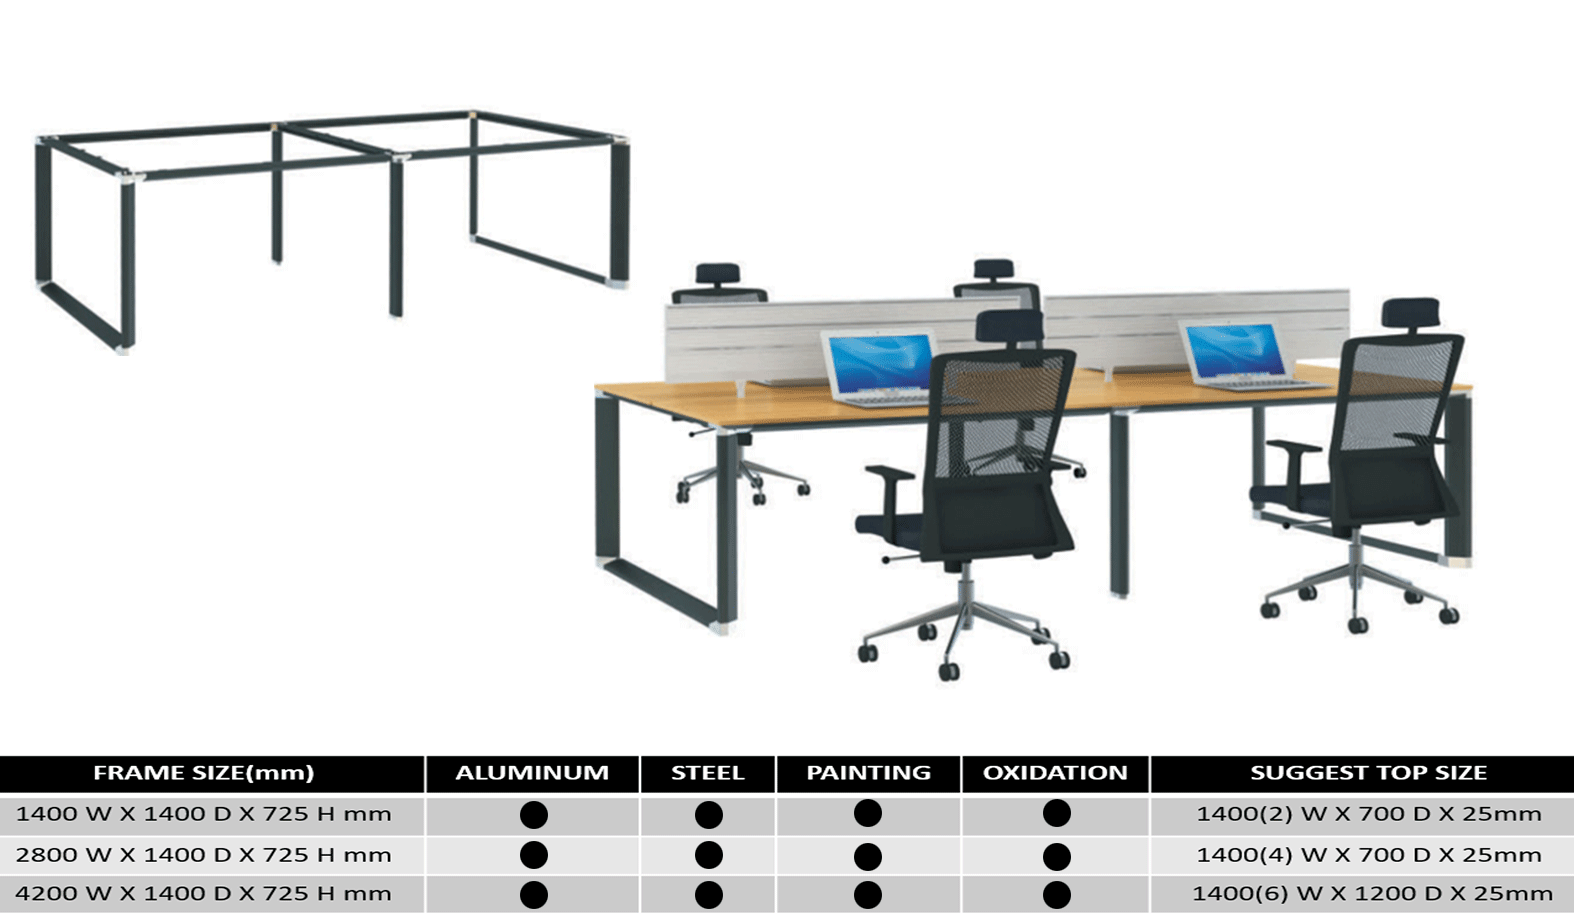 FRAME SIZE(mm) ALUMINUM STEEL PAINTING OXIDATION SUGGEST TOP SIZE
1400 W X 1400 D X 725 H mm ● ● ● ● 1400(2) W X 700 D X 25mm
2800 W X 1400 D X 725 H mm ● ● ● ● 1400(4) W X 700 D X 25mm
4200 W X 1400 D X 725 H mm ● ● ● ● 1400(6) W X 1200 D X 25mm